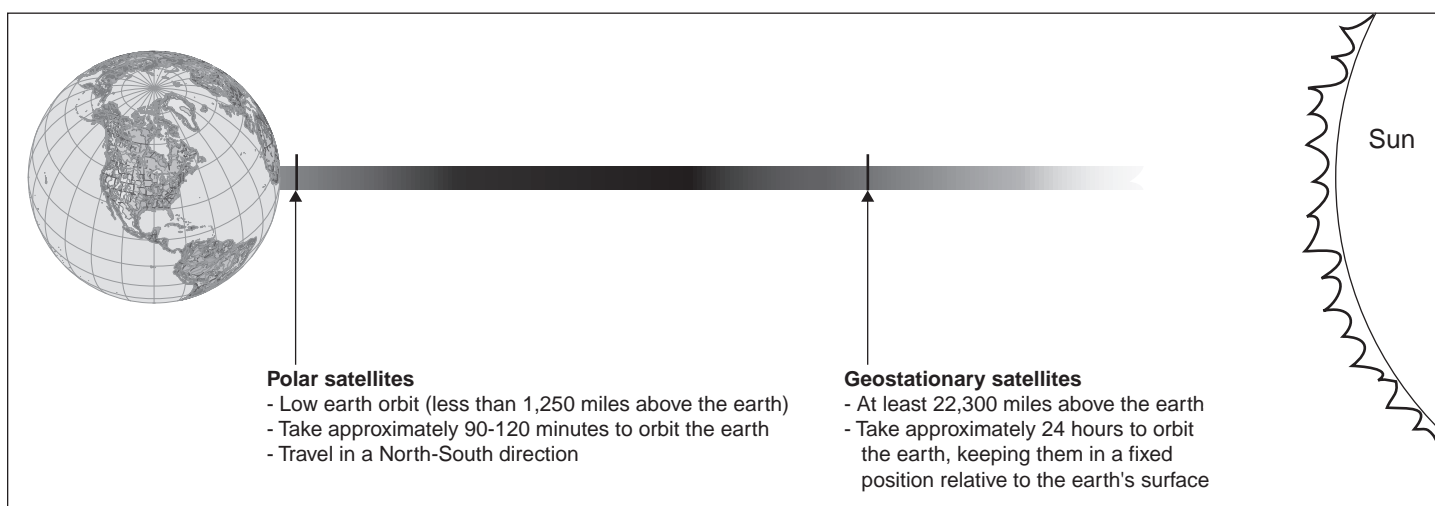 Sun
Polar satellites
- Low earth orbit (less than 1,250 miles above the earth)
- Take approximately 90-120 minutes to orbit the earth
- Travel in a North-South direction
Geostationary satellites
- At least 22,300 miles above the earth
- Take approximately 24 hours to orbit
the earth, keeping them in a fixed
position relative to the earth's surface